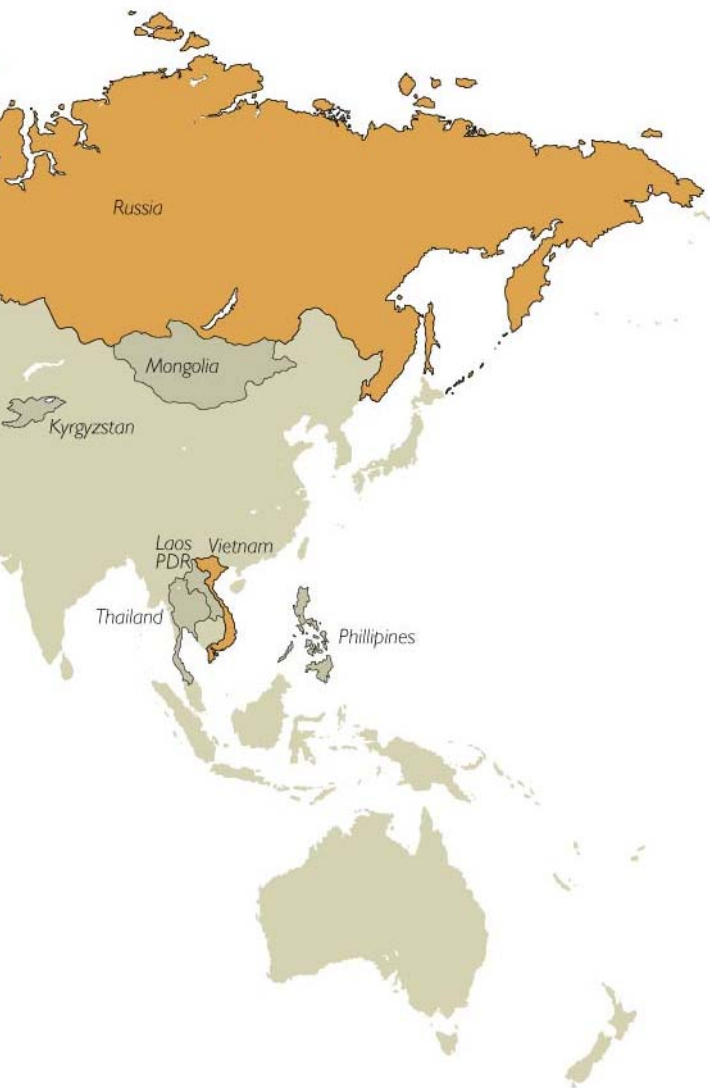 Russia
Mongolia
Kyrgyzstan
Laos
PDR
Vietnam
Thailand
Phillipines